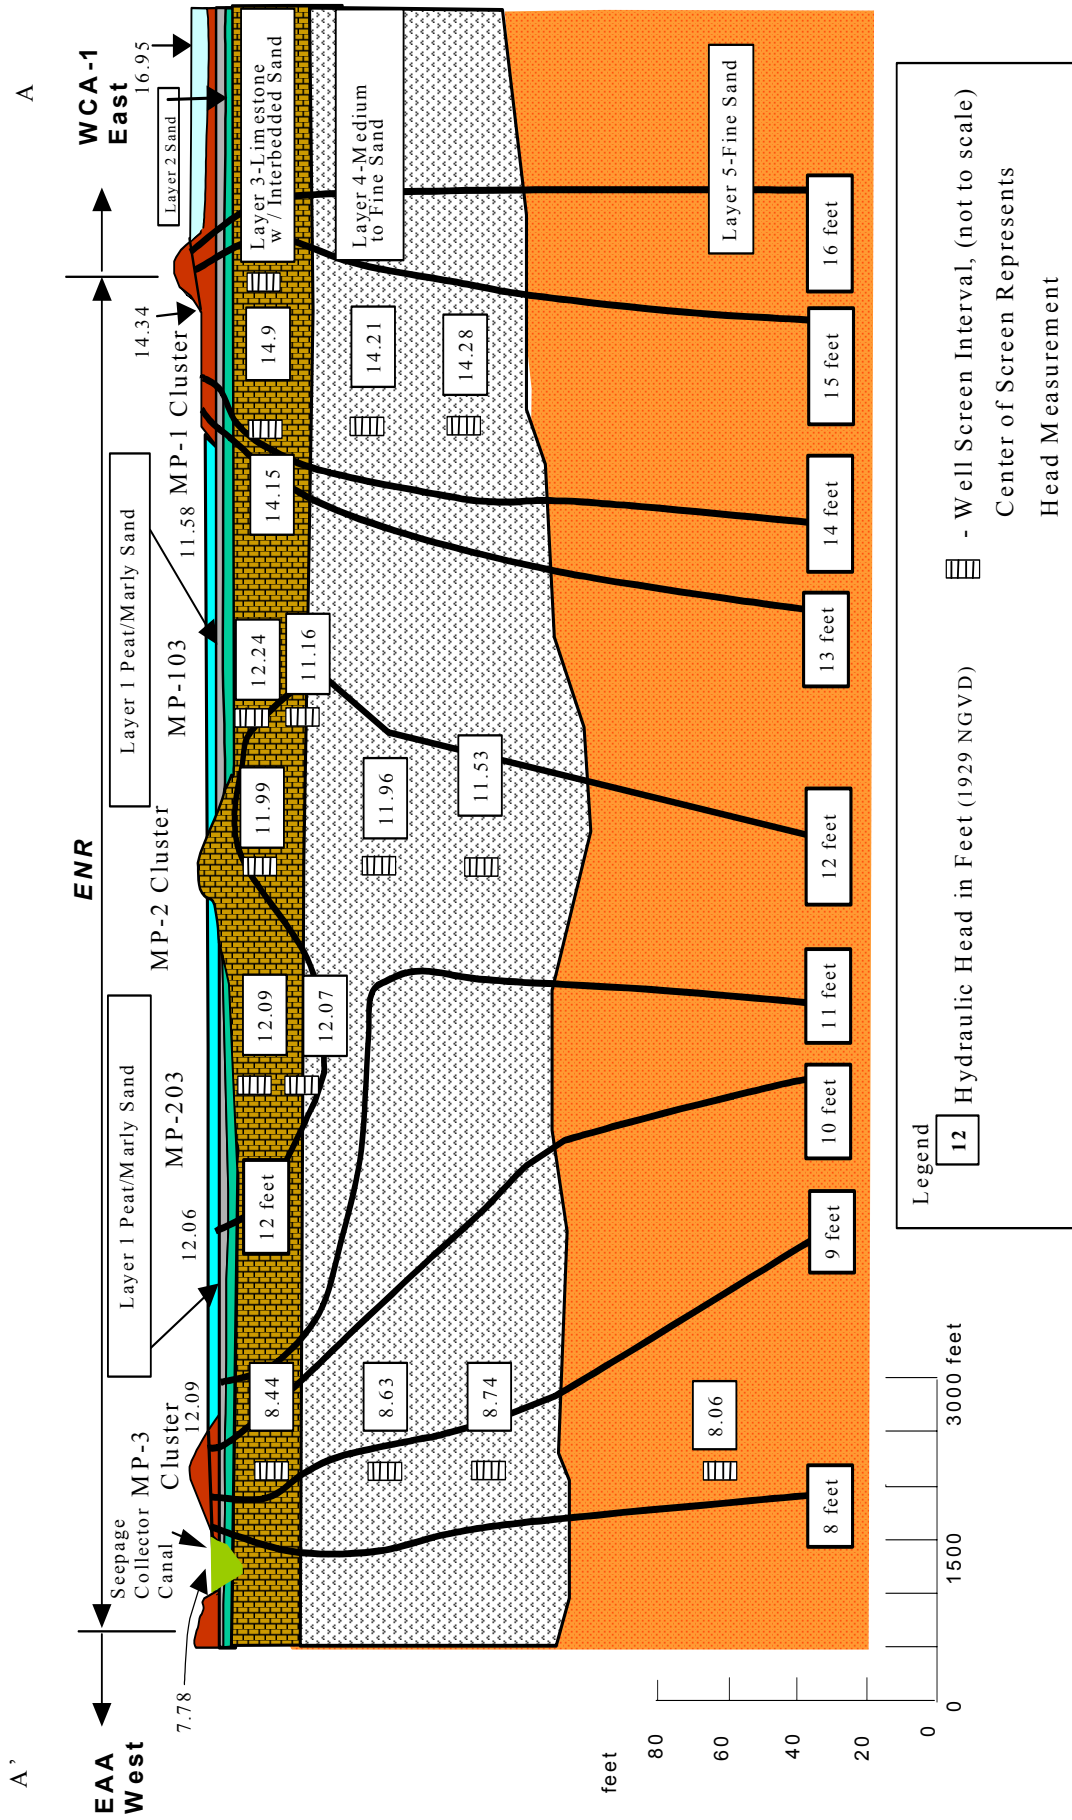 A’
A
EAA
West
ENR
WCA-1
East
7.78
Seepage
Collector
Canal
MP-3
Cluster
12.09
12.06
MP-203
MP-2 Cluster
MP-103
11.58
MP-1 Cluster
14.34
16.95
Layer 1 Peat/Marly Sand
Layer 1 Peat/Marly Sand
Layer 2 Sand
Layer 3-Limestone
w/ Interbedded Sand
Layer 4-Medium
to Fine Sand
Layer 5-Fine Sand
8.44
8.63
8.74
8.06
12 feet
12.09
12.07
11.99
11.96
11.53
12.24
11.16
14.15
14.9
14.21
14.28
8 feet
9 feet
10 feet
11 feet
12 feet
13 feet
14 feet
15 feet
16 feet
feet
80
60
40
20
0
0
1500
3000 feet
Legend
12
Hydraulic Head in Feet (1929 NGVD)
- Well Screen Interval, (not to scale)
Center of Screen Represents
Head Measurement